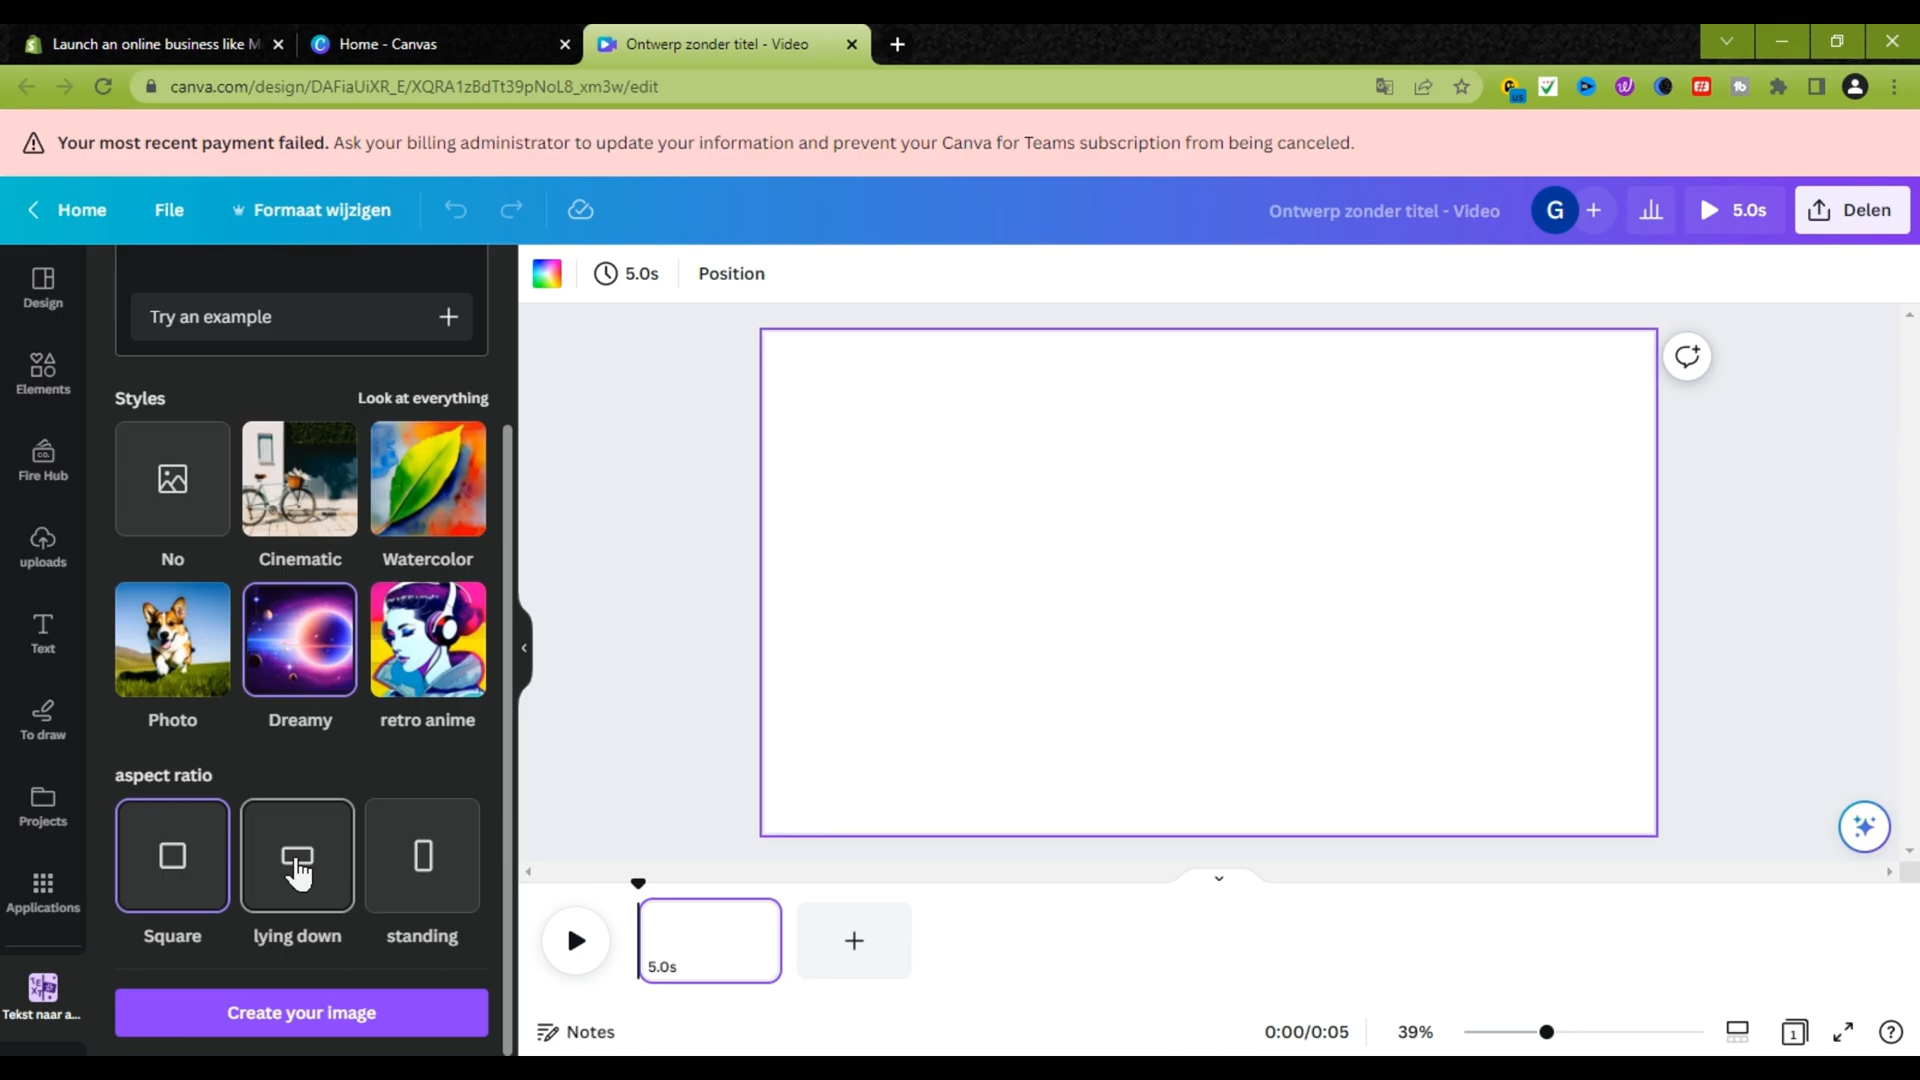 Launch an online business like M
Home - Canvas
Ontwerp zonder titel - Video
canva.com/design/DAFiaUiXR_E/XQRA1zBdTt39pNoL8_xm3w/edit
Your most recent payment failed. Ask your billing administrator to update your information and prevent your Canva for Teams subscription from being canceled.
Home
File
Formaat wijzigen
Ontwerp zonder titel - Video
G
5.0s
Delen
5.0s
Position
Design
Elements
CO.
Fire Hub
uploads
T
Text
To draw
Projects
Applications
Tekst naar a...
Try an example
Styles
Look at everything
No
Cinematic
Watercolor
Photo
Dreamy
retro anime
aspect ratio
Square
lying down
standing
Create your image
5.0s
Notes
0:00/0:05
39%
1